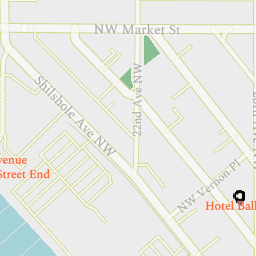 NW Market St
Shilshole Ave NW
22nd Ave NW
venue
Street End
NW Vernon Pl
Hotel Ball